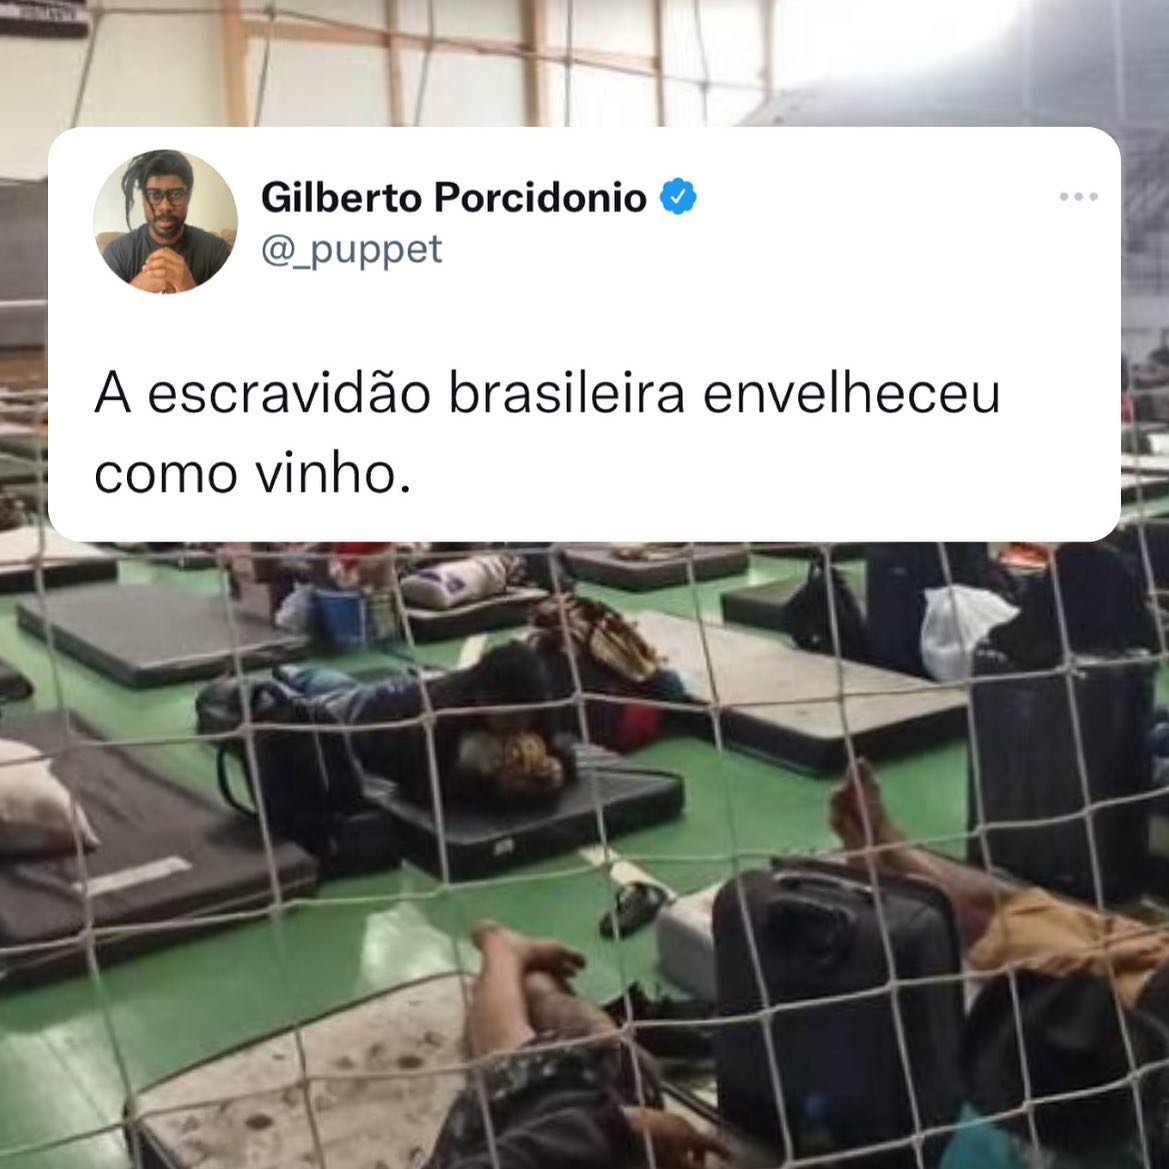 Gilberto Porcidonio
@_puppet
A escravidão brasileira envelheceu
como vinho.